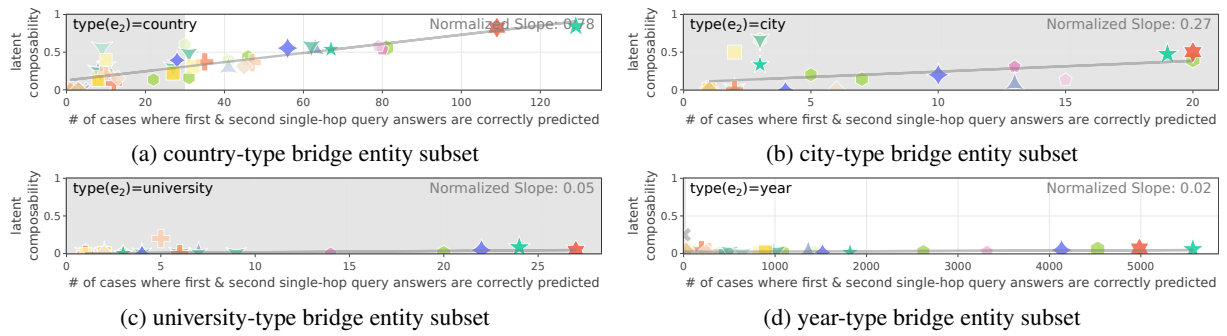 type(e₂)=country
Normalized Slope: 0.78
1
0.5
0
latent
composability
0 20 40 60 80 100 120
# of cases where first & second single-hop query answers are correctly predicted
(a) country-type bridge entity subset
type(e₂)=city
Normalized Slope: 0.27
1
0.5
0
latent
composability
0 5 10 15 20
# of cases where first & second single-hop query answers are correctly predicted
(b) city-type bridge entity subset
type(e₂)=university
Normalized Slope: 0.05
1
0.5
0
latent
composability
0 5 10 15 20 25
# of cases where first & second single-hop query answers are correctly predicted
(c) university-type bridge entity subset
type(e₂)=year
Normalized Slope: 0.02
1
0.5
0
latent
composability
0 1000 2000 3000 4000 5000
# of cases where first & second single-hop query answers are correctly predicted
(d) year-type bridge entity subset